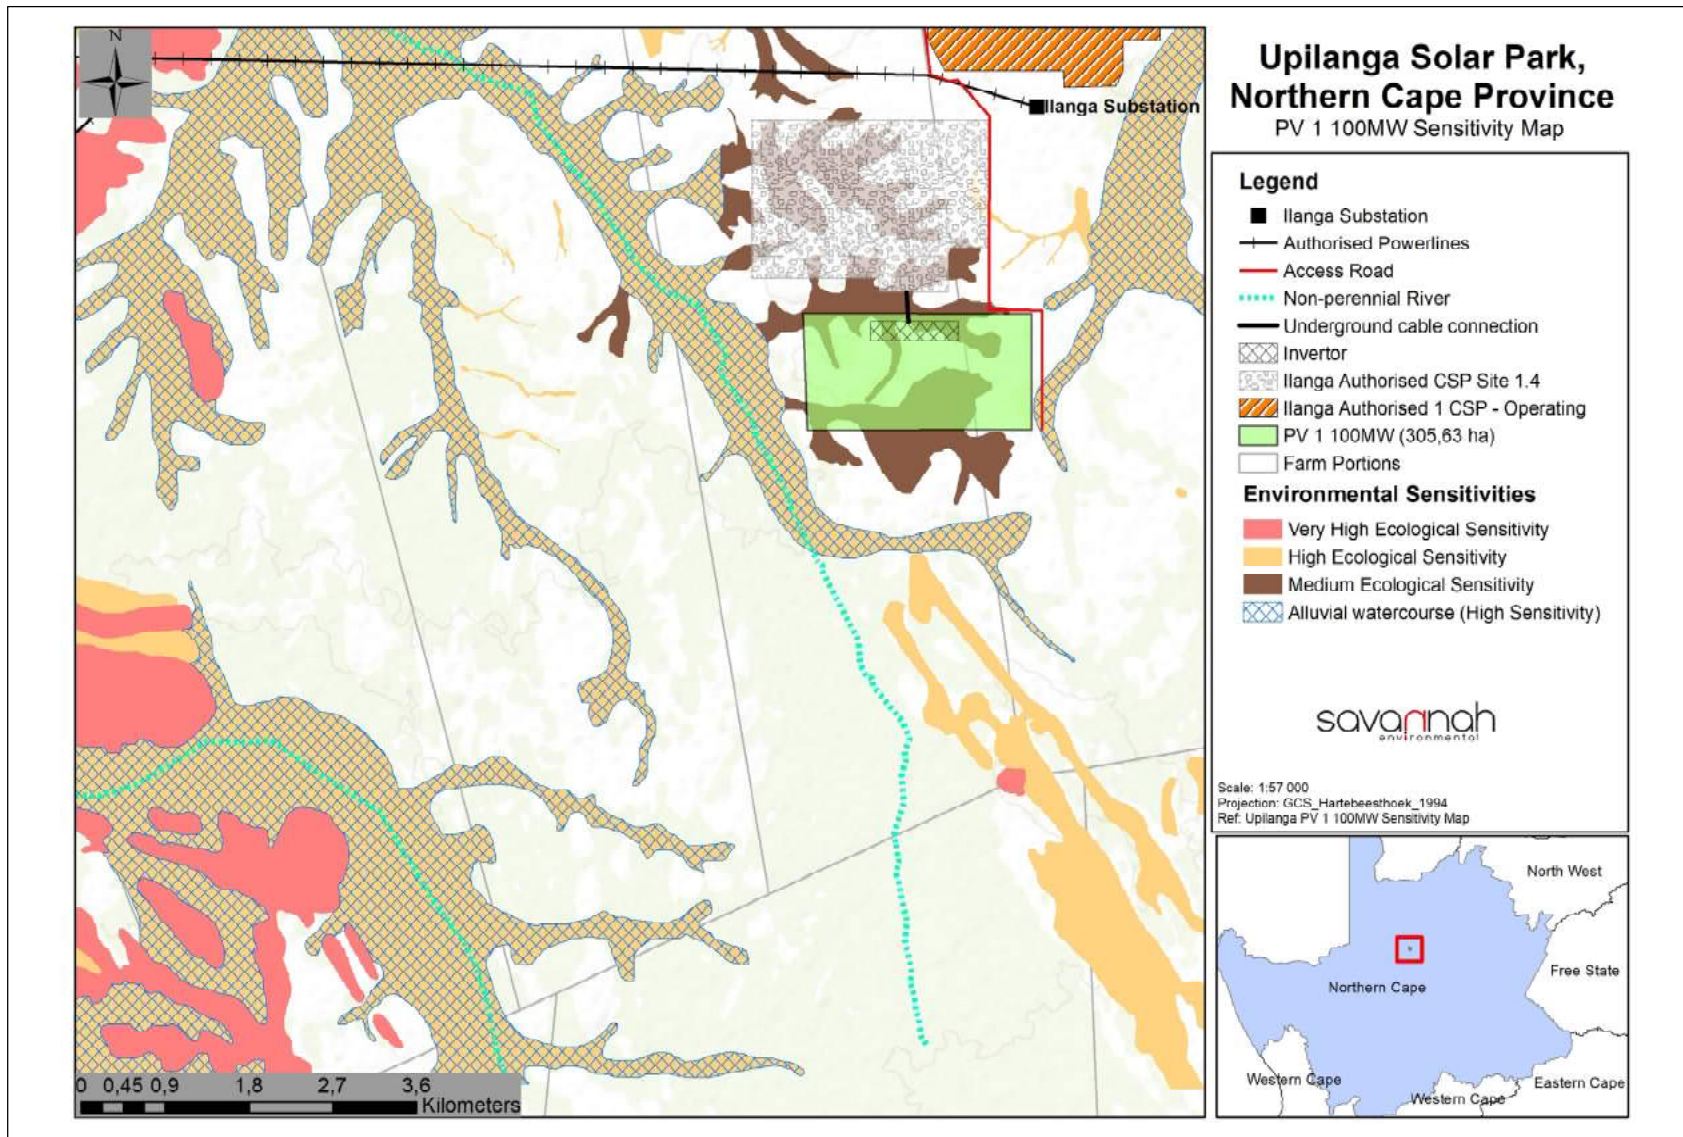 N
Ilanga Substation
Upilanga Solar Park,
Northern Cape Province
PV 1 100MW Sensitivity Map
Legend
Ilanga Substation
Authorised Powerlines
Access Road
Non-perennial River
Underground cable connection
Invertor
Ilanga Authorised CSP Site 1.4
Ilanga Authorised 1 CSP - Operating
PV 1 100MW (305,63 ha)
Farm Portions
Environmental Sensitivities
Very High Ecological Sensitivity
High Ecological Sensitivity
Medium Ecological Sensitivity
Alluvial watercourse (High Sensitivity)
savannah
environmental
Scale: 1:57 000
Projection: GCS_Hartebeesthoek_1994
Ref: Upilanga PV 1 100MW Sensitivity Map
North West
Free State
Northern Cape
Western Cape
Eastern Cape
Western Cape
0 0,45 0,9 1,8 2,7 3,6
Kilometers